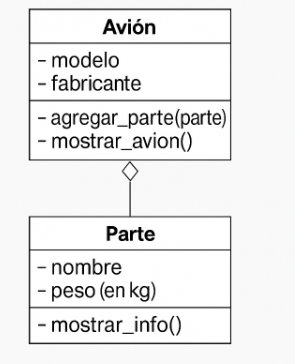 Avión
– modelo
– fabricante
– agregar_parte(parte)
– mostrar_avion()
Parte
– nombre
– peso (en kg)
– mostrar_info()